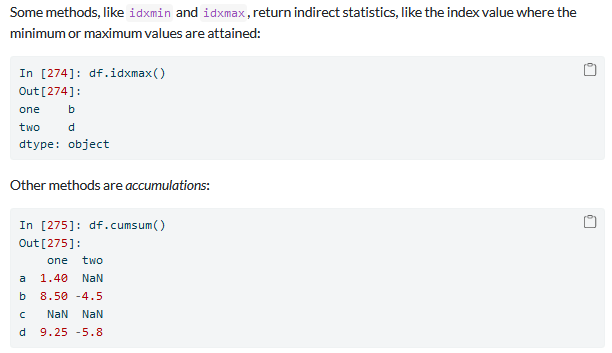 Some methods, like idxmin and idxmax, return indirect statistics, like the index value where the
minimum or maximum values are attained:
In [274]: df.idxmax()
Out[274]:
one    b
two    d
dtype: object
Other methods are accumulations:
In [275]: df.cumsum()
Out[275]:
    one  two
a  1.40  NaN
b  8.50 -4.5
c   NaN  NaN
d  9.25 -5.8